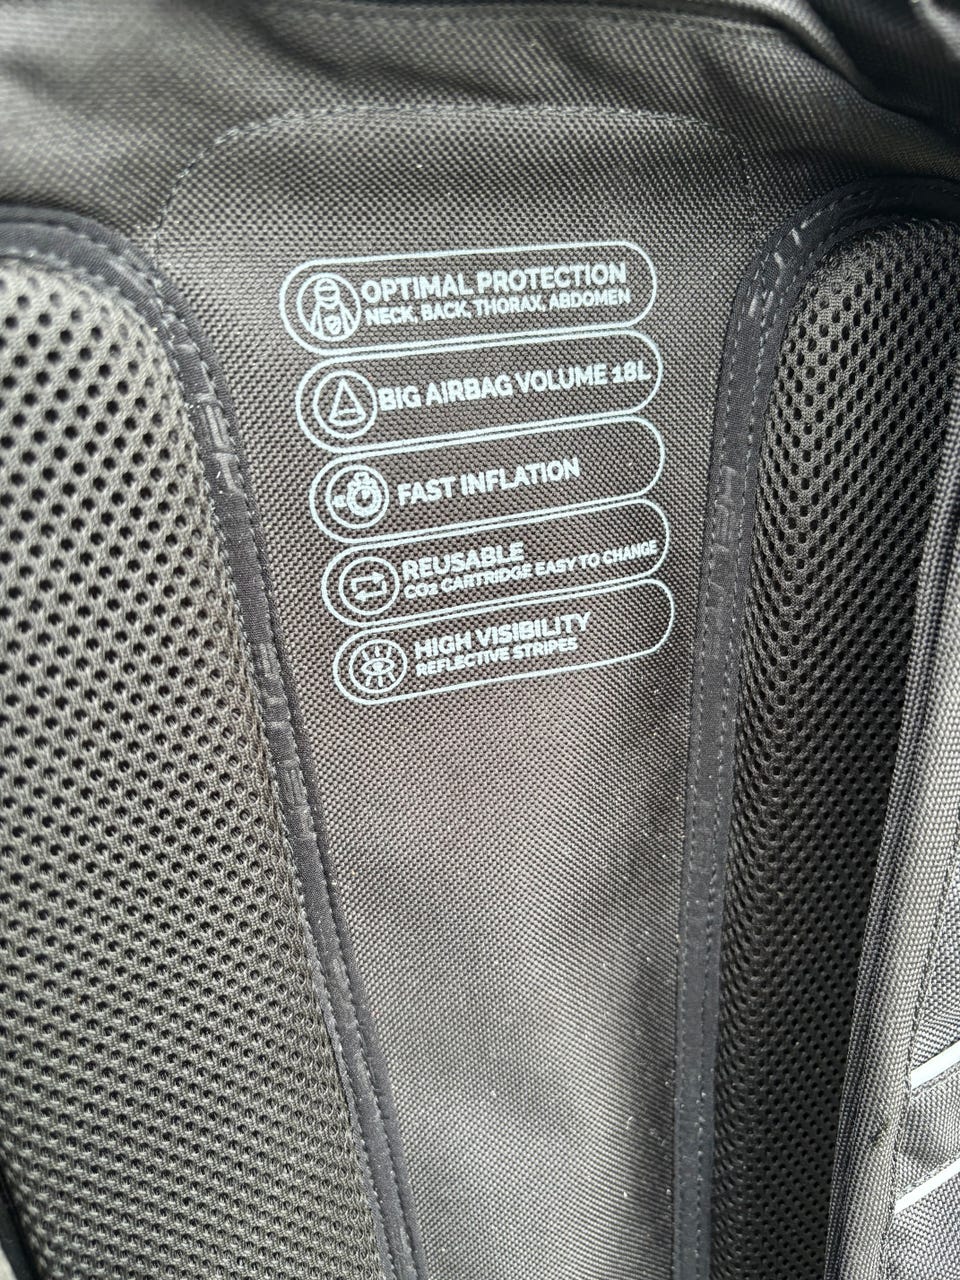 OPTIMAL PROTECTION
NECK, BACK, THORAX, ABDOMEN
BIG AIRBAG VOLUME 18L
FAST INFLATION
REUSABLE
CO2 CARTRIDGE EASY TO CHANGE
HIGH VISIBILITY
REFLECTIVE STRIPES